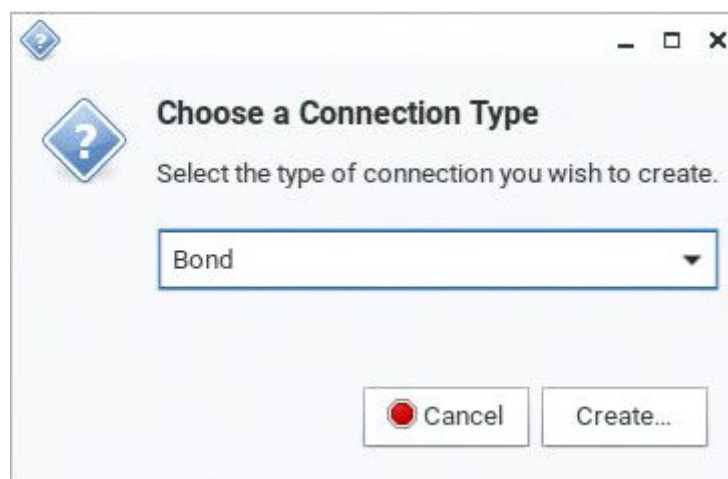 Choose a Connection Type
Select the type of connection you wish to create.
Bond
Cancel
Create...